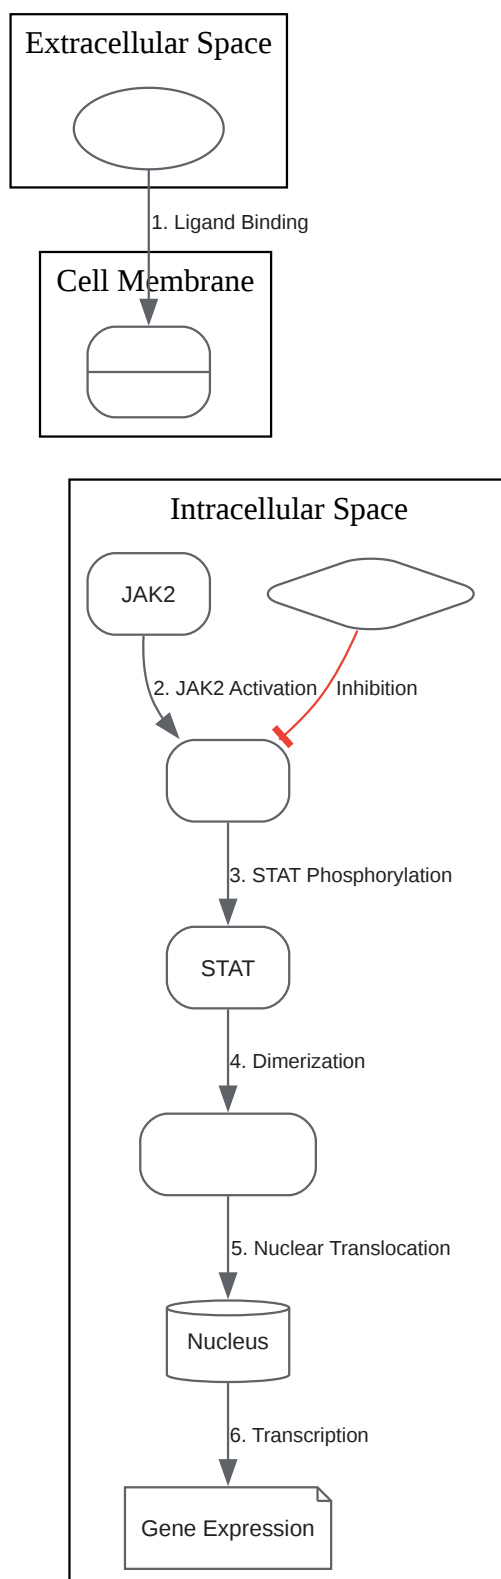 Extracellular Space
1. Ligand Binding
Cell Membrane
Intracellular Space
JAK2
2. JAK2 Activation
Inhibition
3. STAT Phosphorylation
STAT
4. Dimerization
5. Nuclear Translocation
Nucleus
6. Transcription
Gene Expression